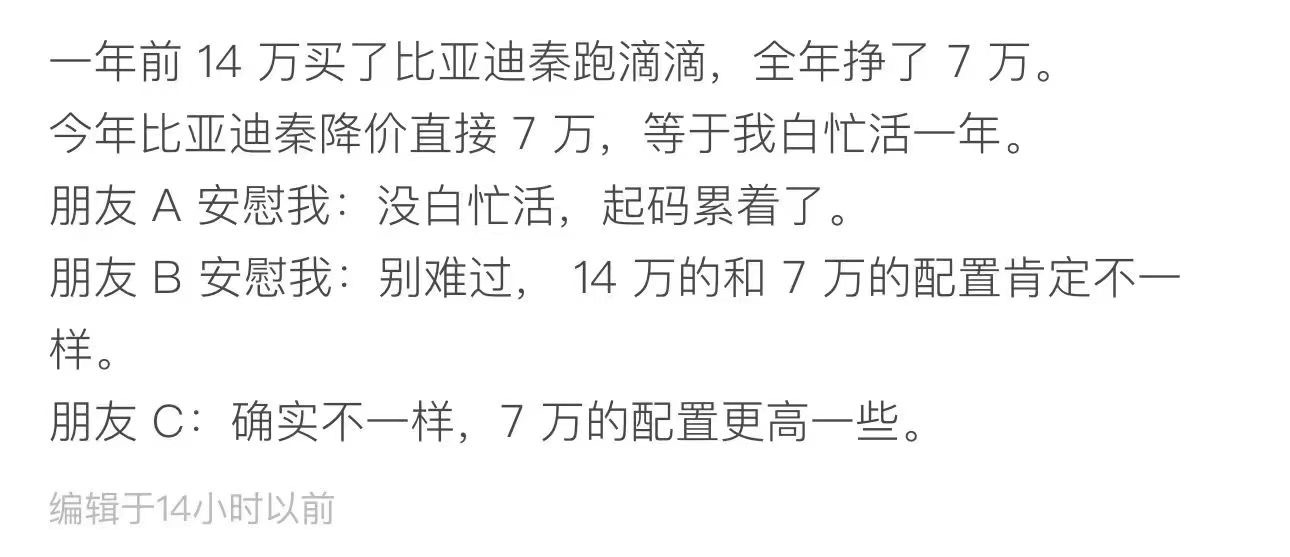 一年前 14 万买了比亚迪秦跑滴滴，全年挣了 7 万。
今年比亚迪秦降价直接 7 万，等于我白忙活一年。
朋友 A 安慰我：没白忙活，起码累着了。
朋友 B 安慰我：别难过， 14 万的和 7 万的配置肯定不一
样。
朋友 C：确实不一样，7 万的配置更高一些。
编辑于14小时以前